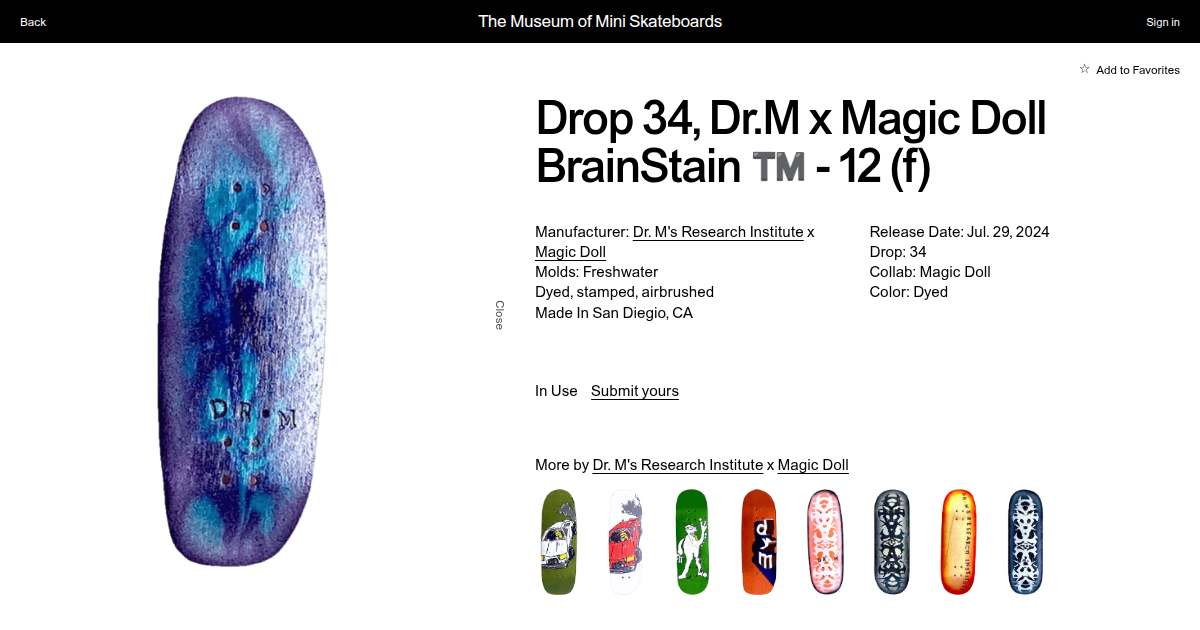 Back
The Museum of Mini Skateboards
Sign in
☆ Add to Favorites
Drop 34, Dr.M x Magic Doll
BrainStain ™️ - 12 (f)
Manufacturer: Dr. M's Research Institute x
Magic Doll
Molds: Freshwater
Dyed, stamped, airbrushed
Made In San Diegio, CA
Release Date: Jul. 29, 2024
Drop: 34
Collab: Magic Doll
Color: Dyed
Close
DR.M
In Use Submit yours
More by Dr. M's Research Institute x Magic Doll